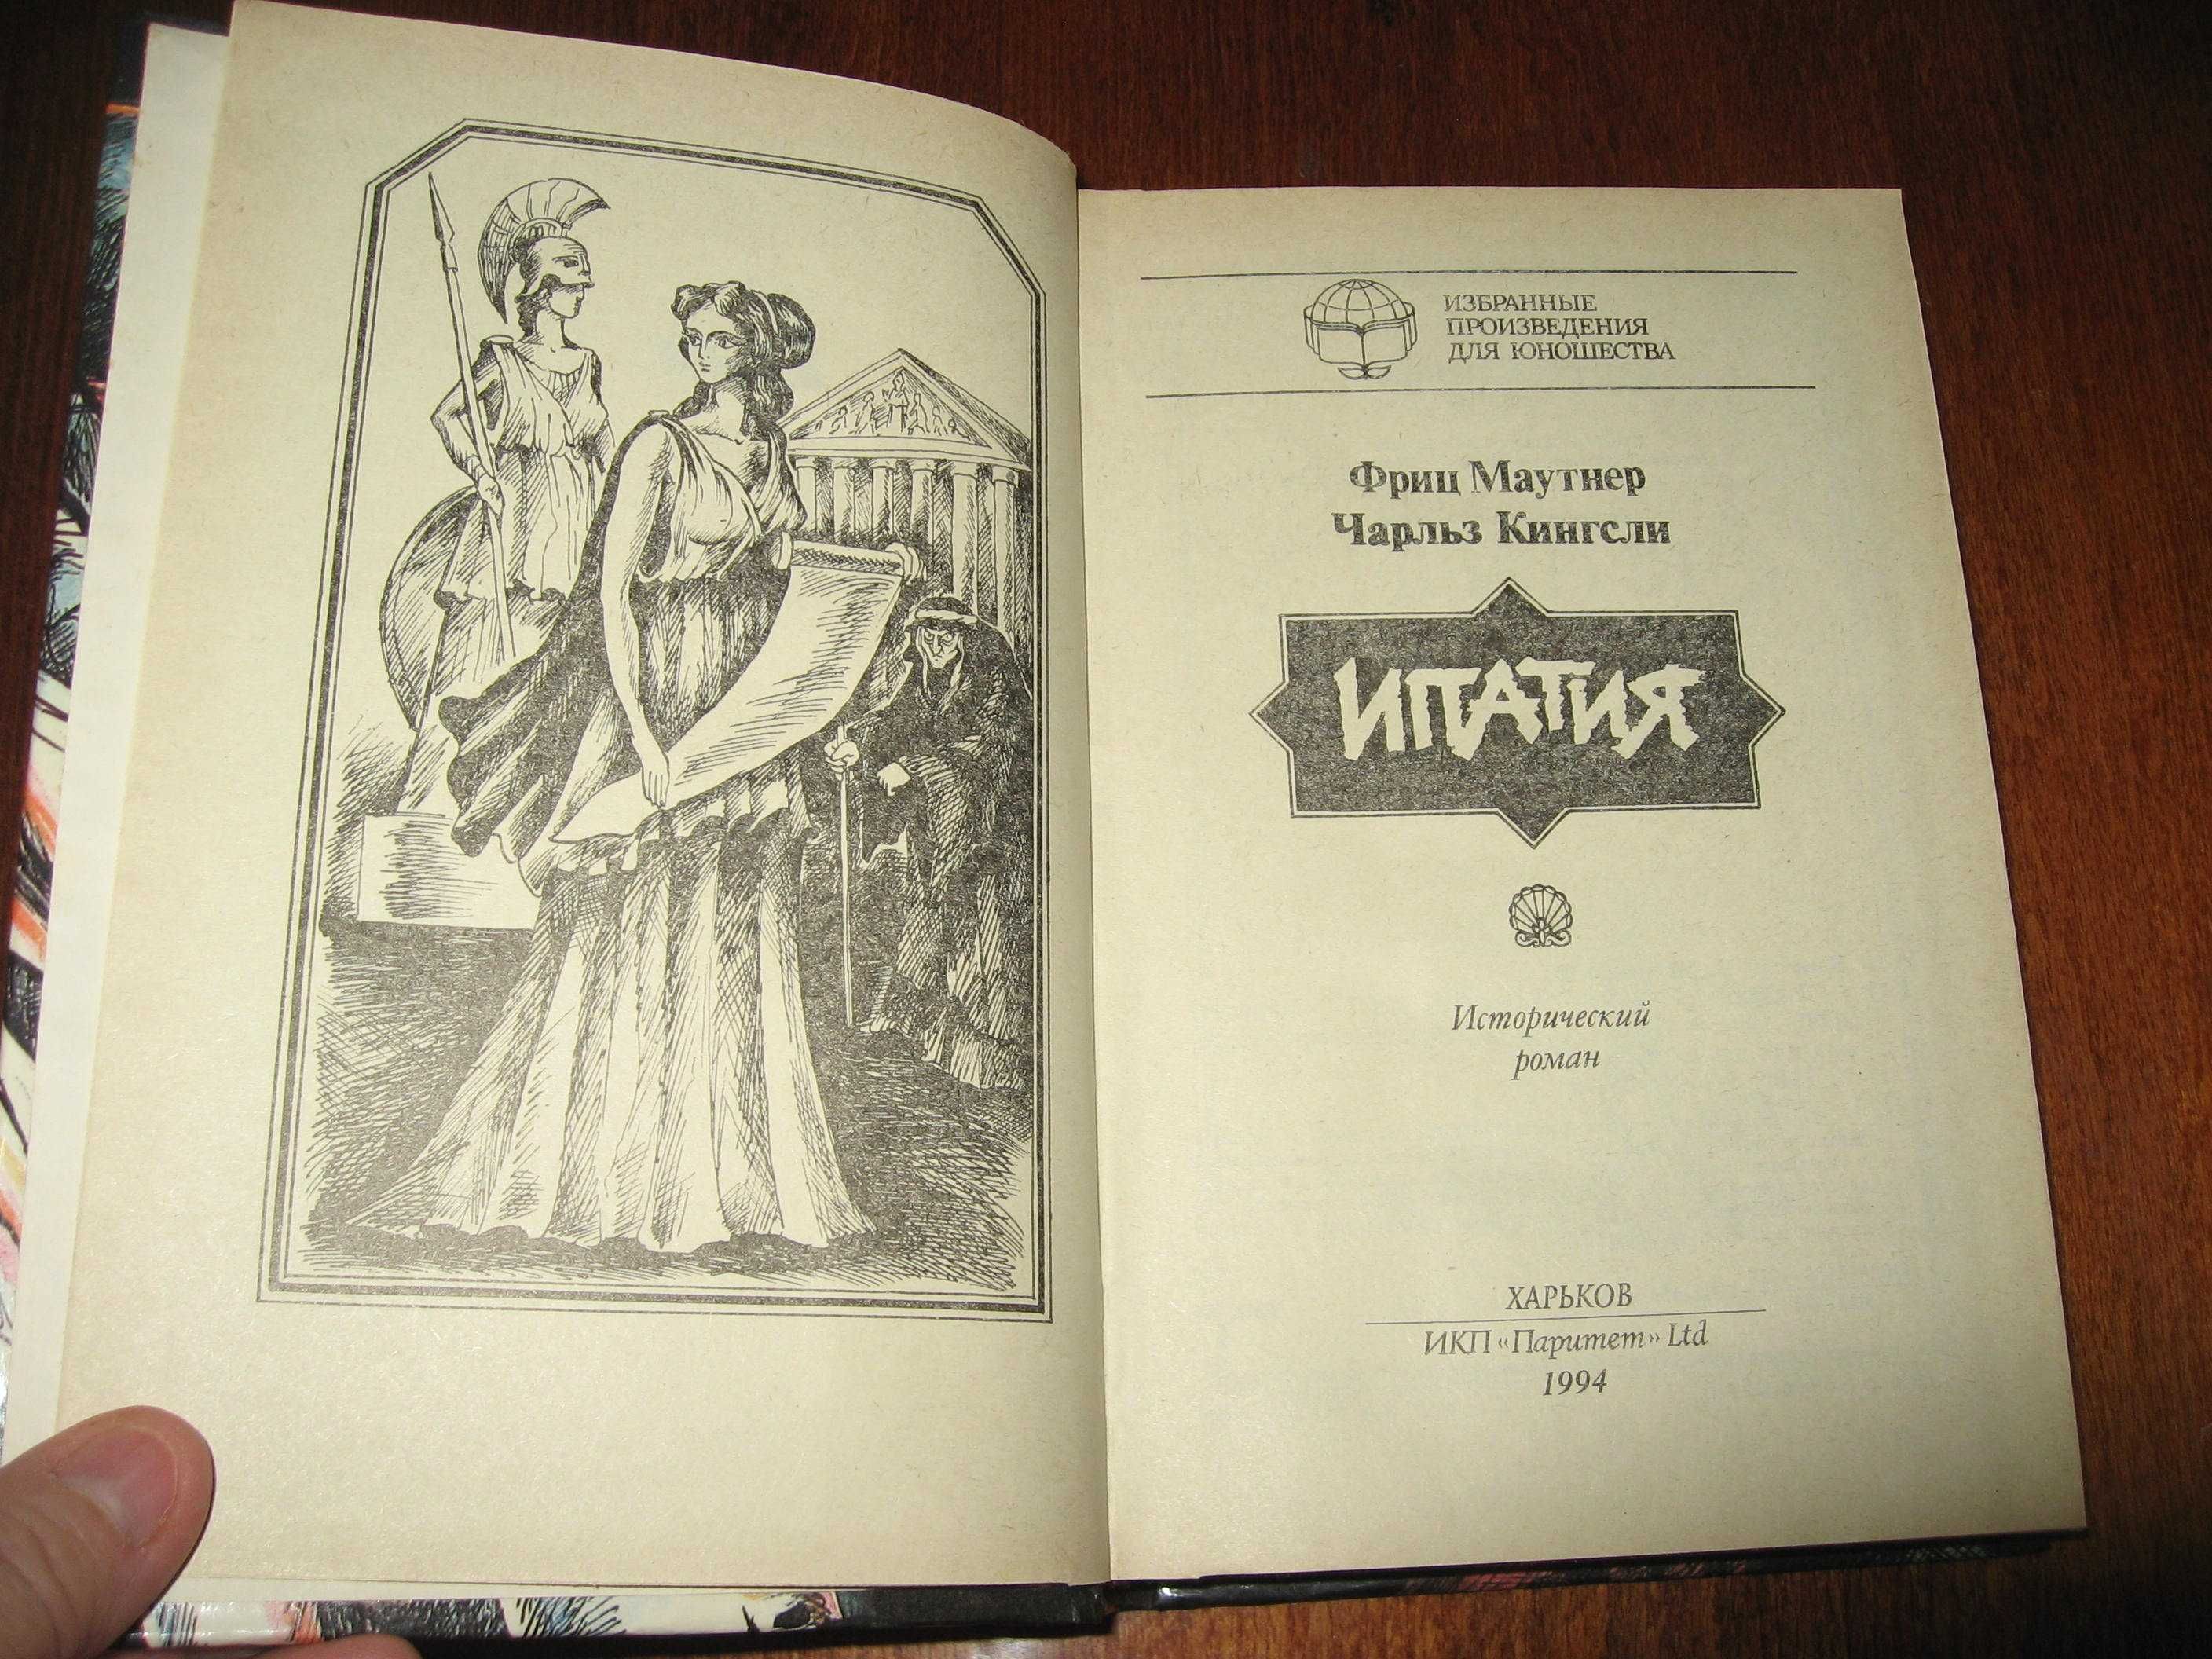 ИЗБРАННЫЕ
ПРОИЗВЕДЕНИЯ
ДЛЯ ЮНОШЕСТВА
Фриц Маутнер
Чарльз Кингсли
ИПАТИЯ
Исторический
роман
ХАРЬКОВ
ИКП «Паритет» Ltd
1994